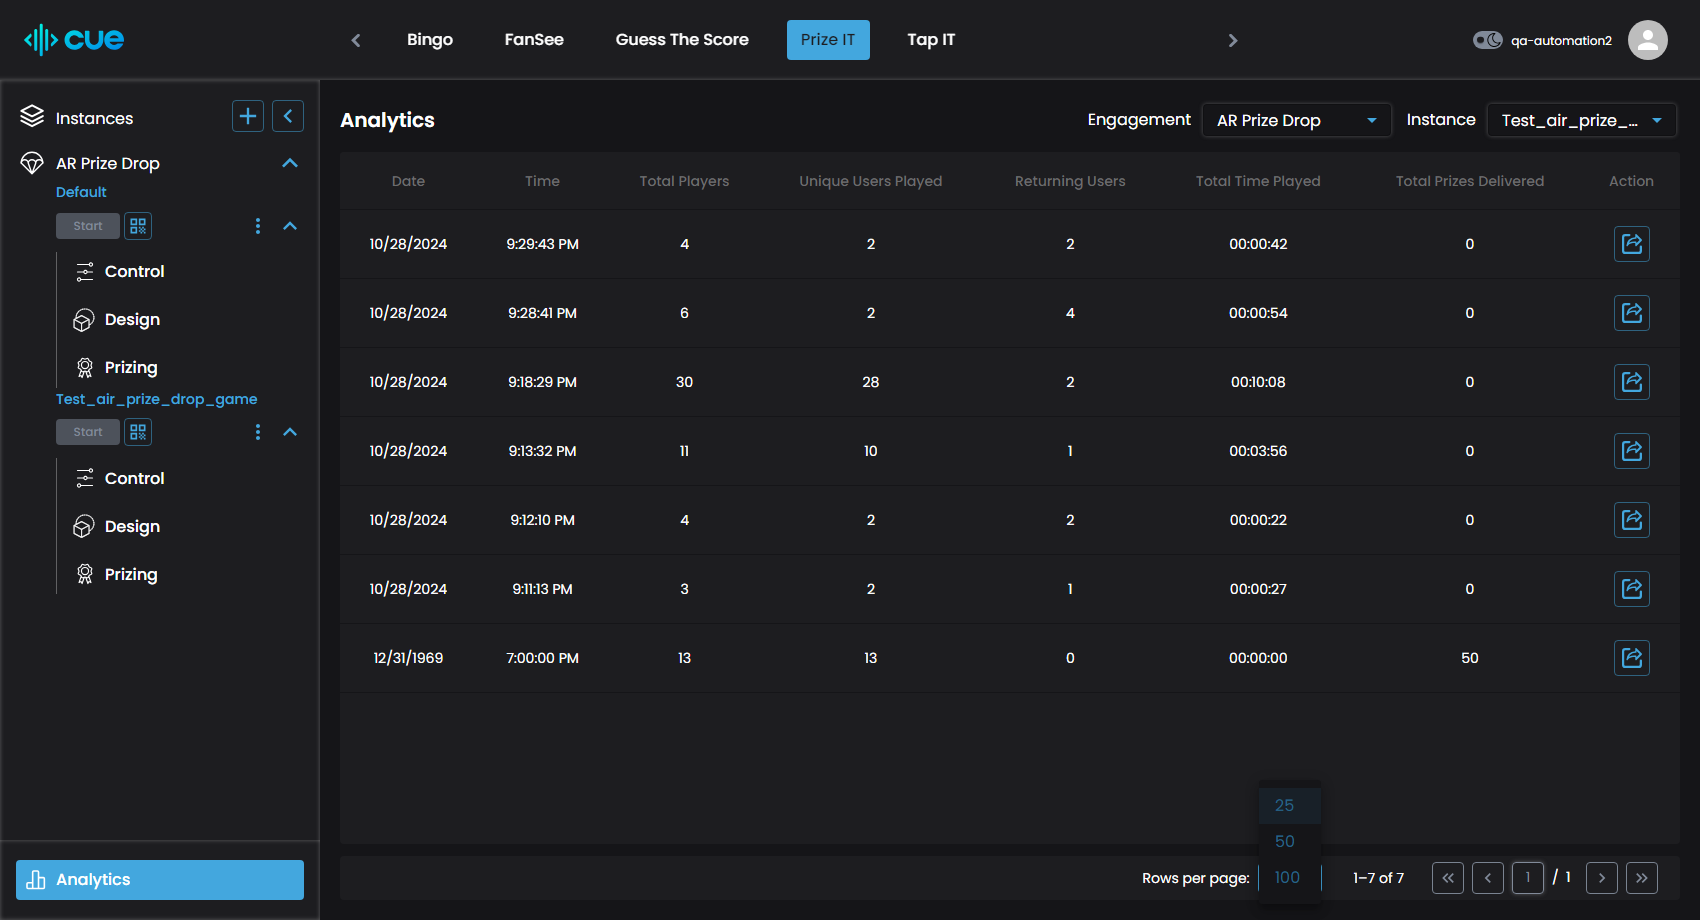 cue
Bingo
FanSee
Guess The Score
Prize IT
Tap IT
qa-automation2
Instances
AR Prize Drop
Default
Start
Control
Design
Prizing
Test_air_prize_drop_game
Start
Control
Design
Prizing
Analytics
Analytics
Engagement
AR Prize Drop
Instance
Test_air_prize_...
Date Time Total Players Unique Users Played Returning Users Total Time Played Total Prizes Delivered Action
10/28/2024 9:29:43 PM 4 2 2 00:00:42 0
10/28/2024 9:28:41 PM 6 2 4 00:00:54 0
10/28/2024 9:18:29 PM 30 28 2 00:10:08 0
10/28/2024 9:13:32 PM 11 10 1 00:03:56 0
10/28/2024 9:12:10 PM 4 2 2 00:00:22 0
10/28/2024 9:11:13 PM 3 2 1 00:00:27 0
12/31/1969 7:00:00 PM 13 13 0 00:00:00 50
25
50
100
Rows per page:
1–7 of 7
1 / 1